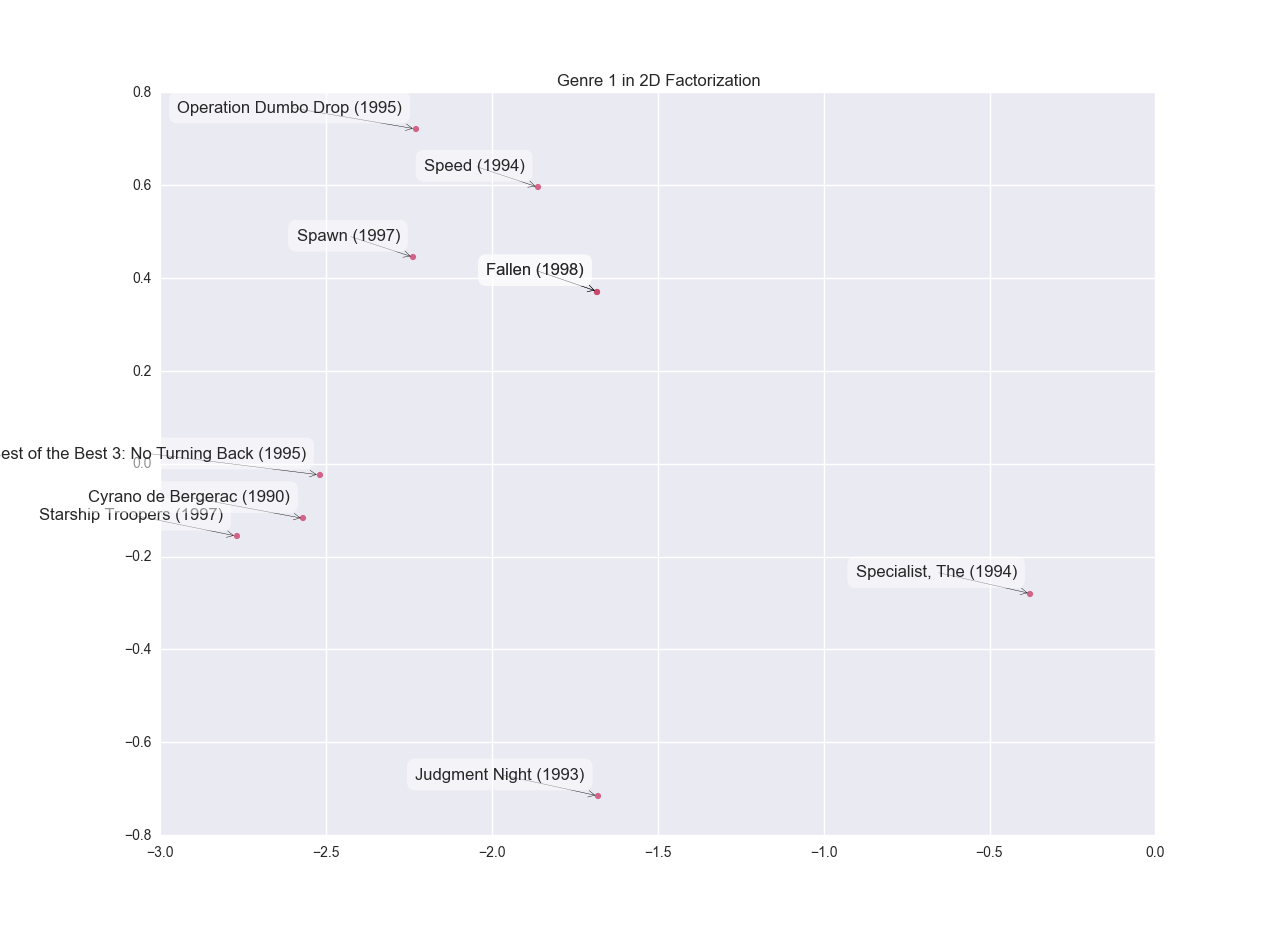 Genre 1 in 2D Factorization
0.8
Operation Dumbo Drop (1995)
Speed (1994)
0.6
Spawn (1997)
Fallen (1998)
0.4
0.2
est of the Best 3: No Turning Back (1995)
0.0
Cyrano de Bergerac (1990)
Starship Troopers (1997)
−0.2
Specialist, The (1994)
−0.4
−0.6
Judgment Night (1993)
−0.8
−3.0 −2.5 −2.0 −1.5 −1.0 −0.5 0.0